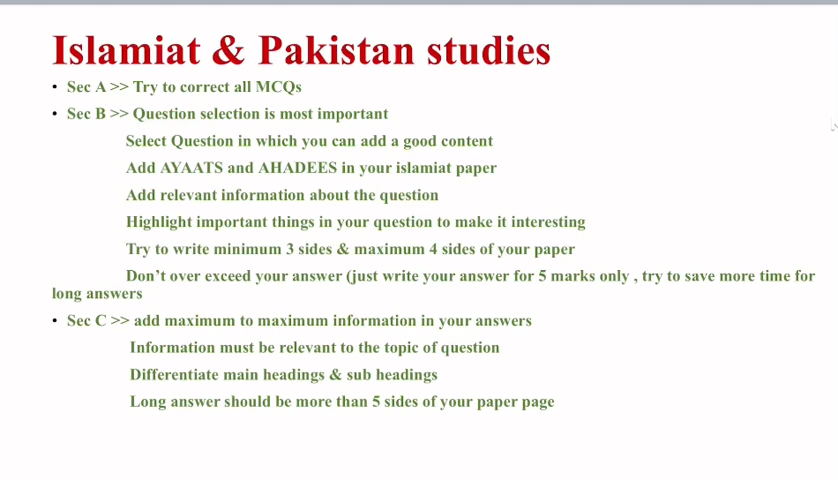 Islamiat & Pakistan studies
• Sec A >> Try to correct all MCQs
• Sec B >> Question selection is most important
Select Question in which you can add a good content
Add AYAATS and AHADEES in your islamiat paper
Add relevant information about the question
Highlight important things in your question to make it interesting
Try to write minimum 3 sides & maximum 4 sides of your paper
Don't over exceed your answer (just write your answer for 5 marks only , try to save more time for
long answers
• Sec C >> add maximum to maximum information in your answers
Information must be relevant to the topic of question
Differentiate main headings & sub headings
Long answer should be more than 5 sides of your paper page